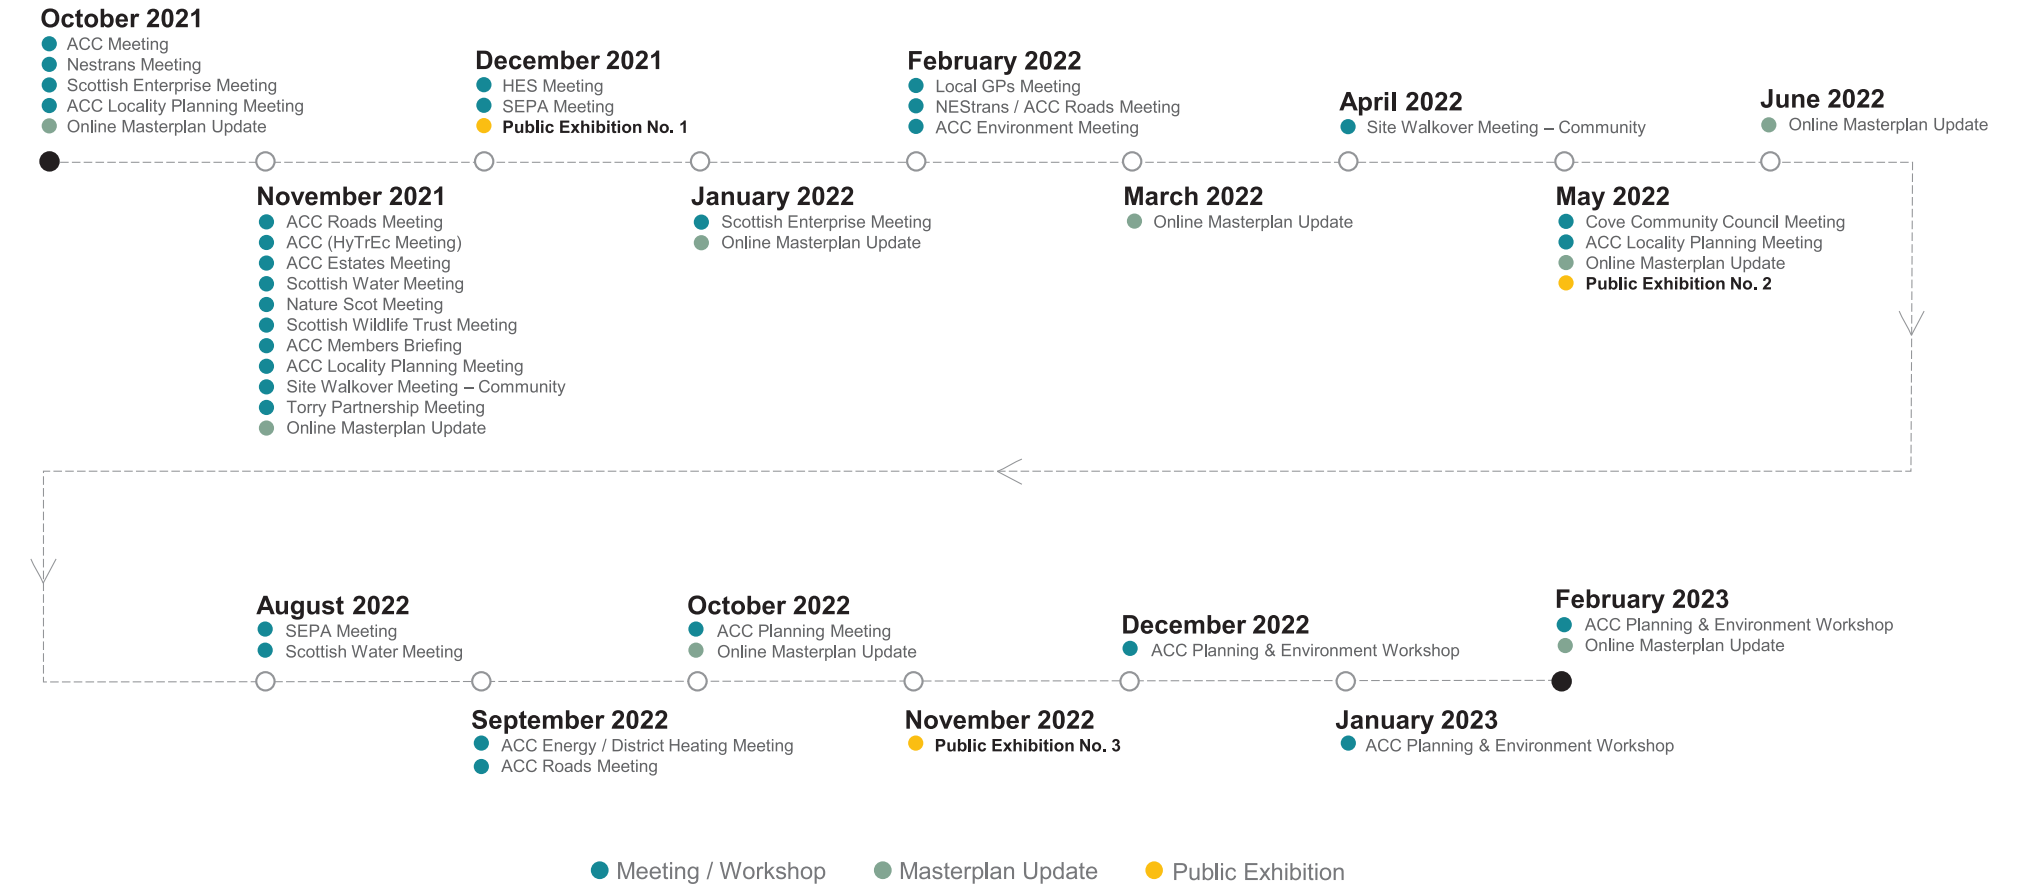 October 2021
ACC Meeting
Nestrans Meeting
Scottish Enterprise Meeting
ACC Locality Planning Meeting
Online Masterplan Update
November 2021
ACC Roads Meeting
ACC (HyTrEc Meeting)
ACC Estates Meeting
Scottish Water Meeting
Nature Scot Meeting
Scottish Wildlife Trust Meeting
ACC Members Briefing
ACC Locality Planning Meeting
Site Walkover Meeting – Community
Torry Partnership Meeting
Online Masterplan Update
December 2021
HES Meeting
SEPA Meeting
Public Exhibition No. 1
January 2022
Scottish Enterprise Meeting
Online Masterplan Update
February 2022
Local GPs Meeting
NEStrans / ACC Roads Meeting
ACC Environment Meeting
March 2022
Online Masterplan Update
April 2022
Site Walkover Meeting – Community
May 2022
Cove Community Council Meeting
ACC Locality Planning Meeting
Online Masterplan Update
Public Exhibition No. 2
June 2022
Online Masterplan Update
August 2022
SEPA Meeting
Scottish Water Meeting
September 2022
ACC Energy / District Heating Meeting
ACC Roads Meeting
October 2022
ACC Planning Meeting
Online Masterplan Update
November 2022
Public Exhibition No. 3
December 2022
ACC Planning & Environment Workshop
January 2023
ACC Planning & Environment Workshop
February 2023
ACC Planning & Environment Workshop
Online Masterplan Update
Meeting / Workshop
Masterplan Update
Public Exhibition